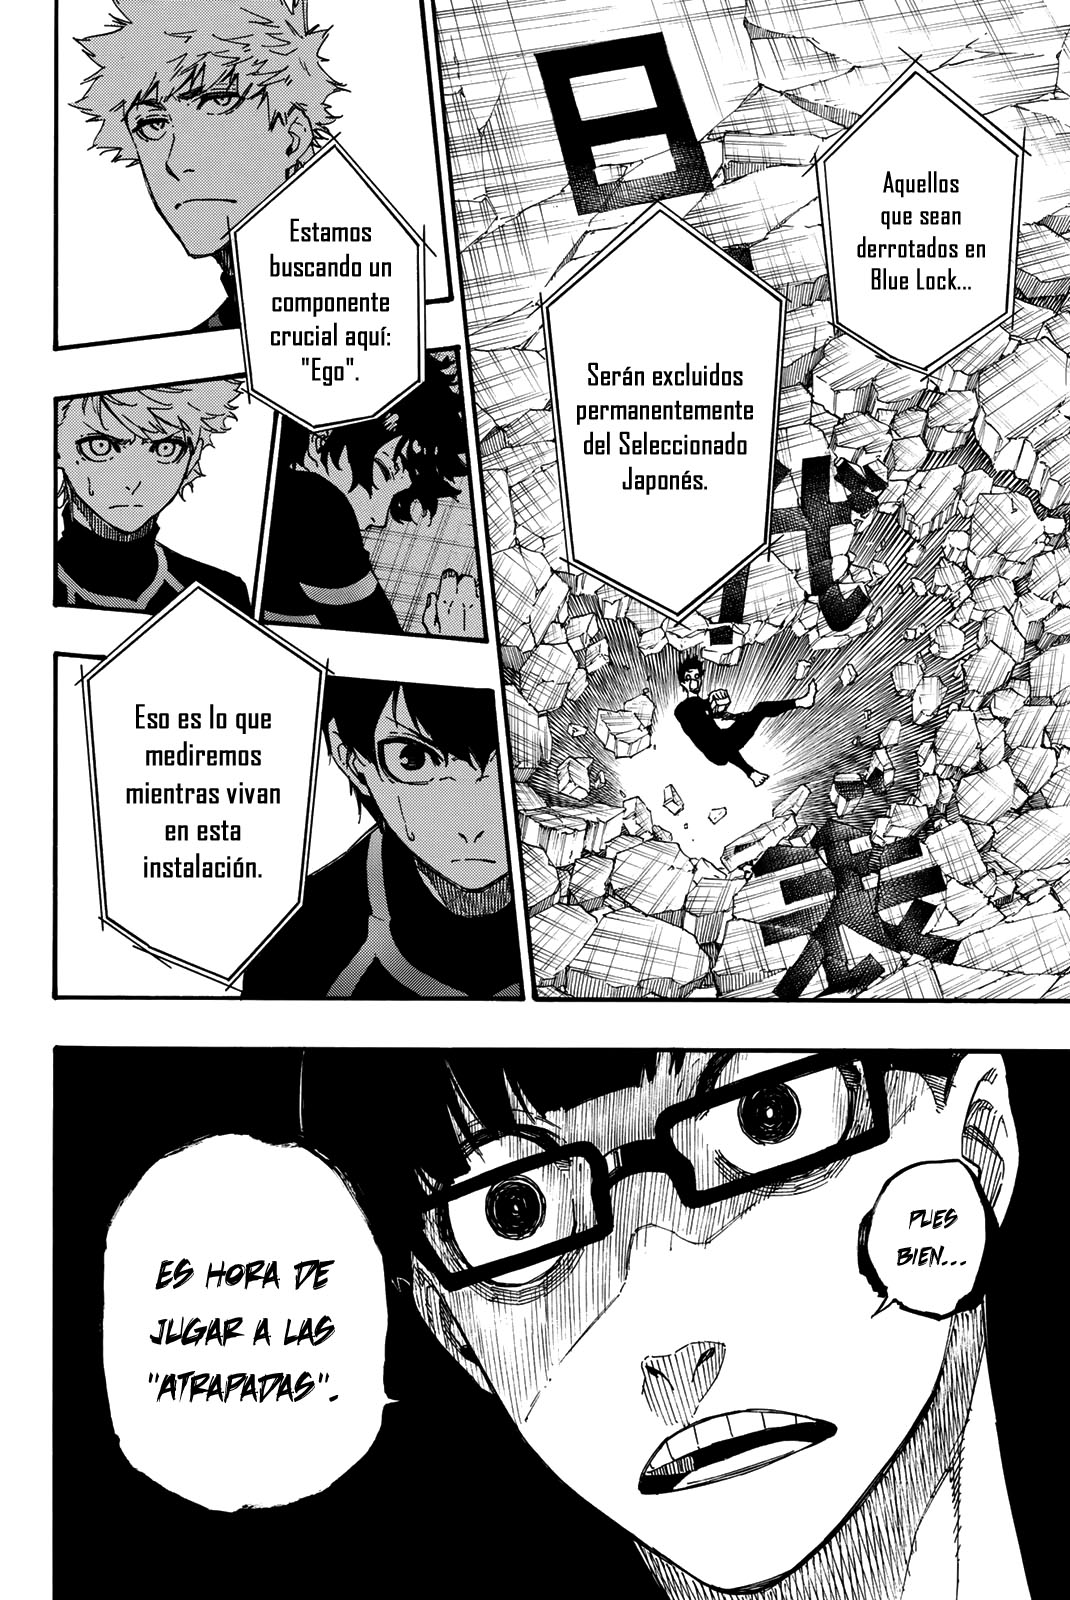 Aquellos
que sean
derrotados en
Blue Lock...
Serán excluidos
permanentemente
del Seleccionado
Japonés.
日
Estamos
buscando un
componente
crucial aquí:
"Ego".
Eso es lo que
mediremos
mientras vivan
en esta
instalación.
PUES
BIEN...
ES HORA DE
JUGAR A LAS
"ATRAPADAS".